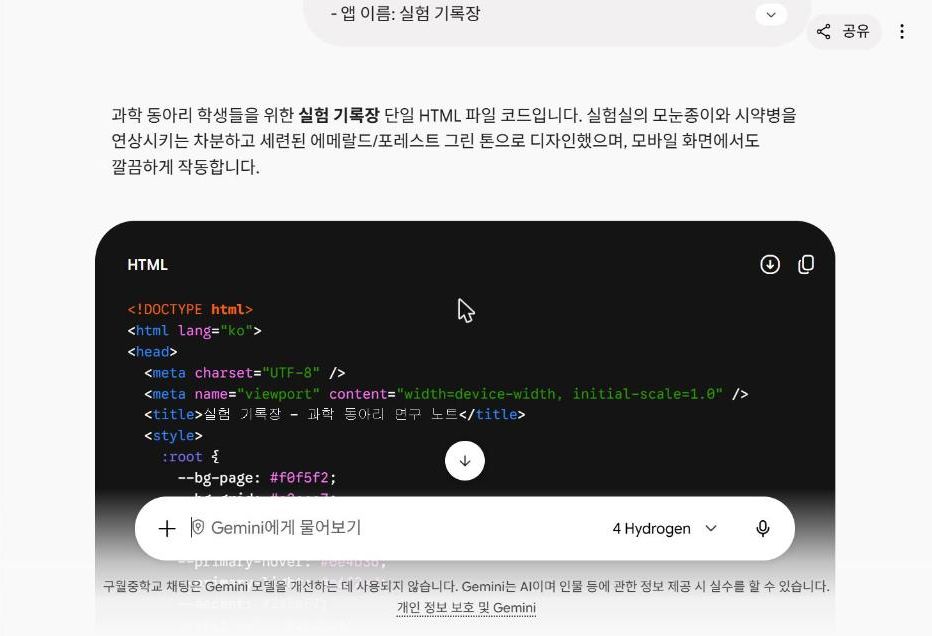 - 앱 이름: 실험 기록장
공유
과학 동아리 학생들을 위한 실험 기록장 단일 HTML 파일 코드입니다. 실험실의 모눈종이와 시약병을
연상시키는 차분하고 세련된 에메랄드/포레스트 그린 톤으로 디자인했으며, 모바일 화면에서도
깔끔하게 작동합니다.
HTML
<!DOCTYPE html>
<html lang="ko">
<head>
<meta charset="UTF-8" />
<meta name="viewport" content="width=device-width, initial-scale=1.0" />
<title>실험 기록장 - 과학 동아리 연구 노트</title>
<style>
:root {
--bg-page: #f0f5f2;
Gemini에게 물어보기
4 Hydrogen
--primary-hover:
구월중학교 채팅은 Gemini 모델을 개선하는 데 사용되지 않습니다. Gemini는 AI이며 인물 등에 관한 정보 제공 시 실수를 할 수 있습니다.
개인 정보 보호 및 Gemini